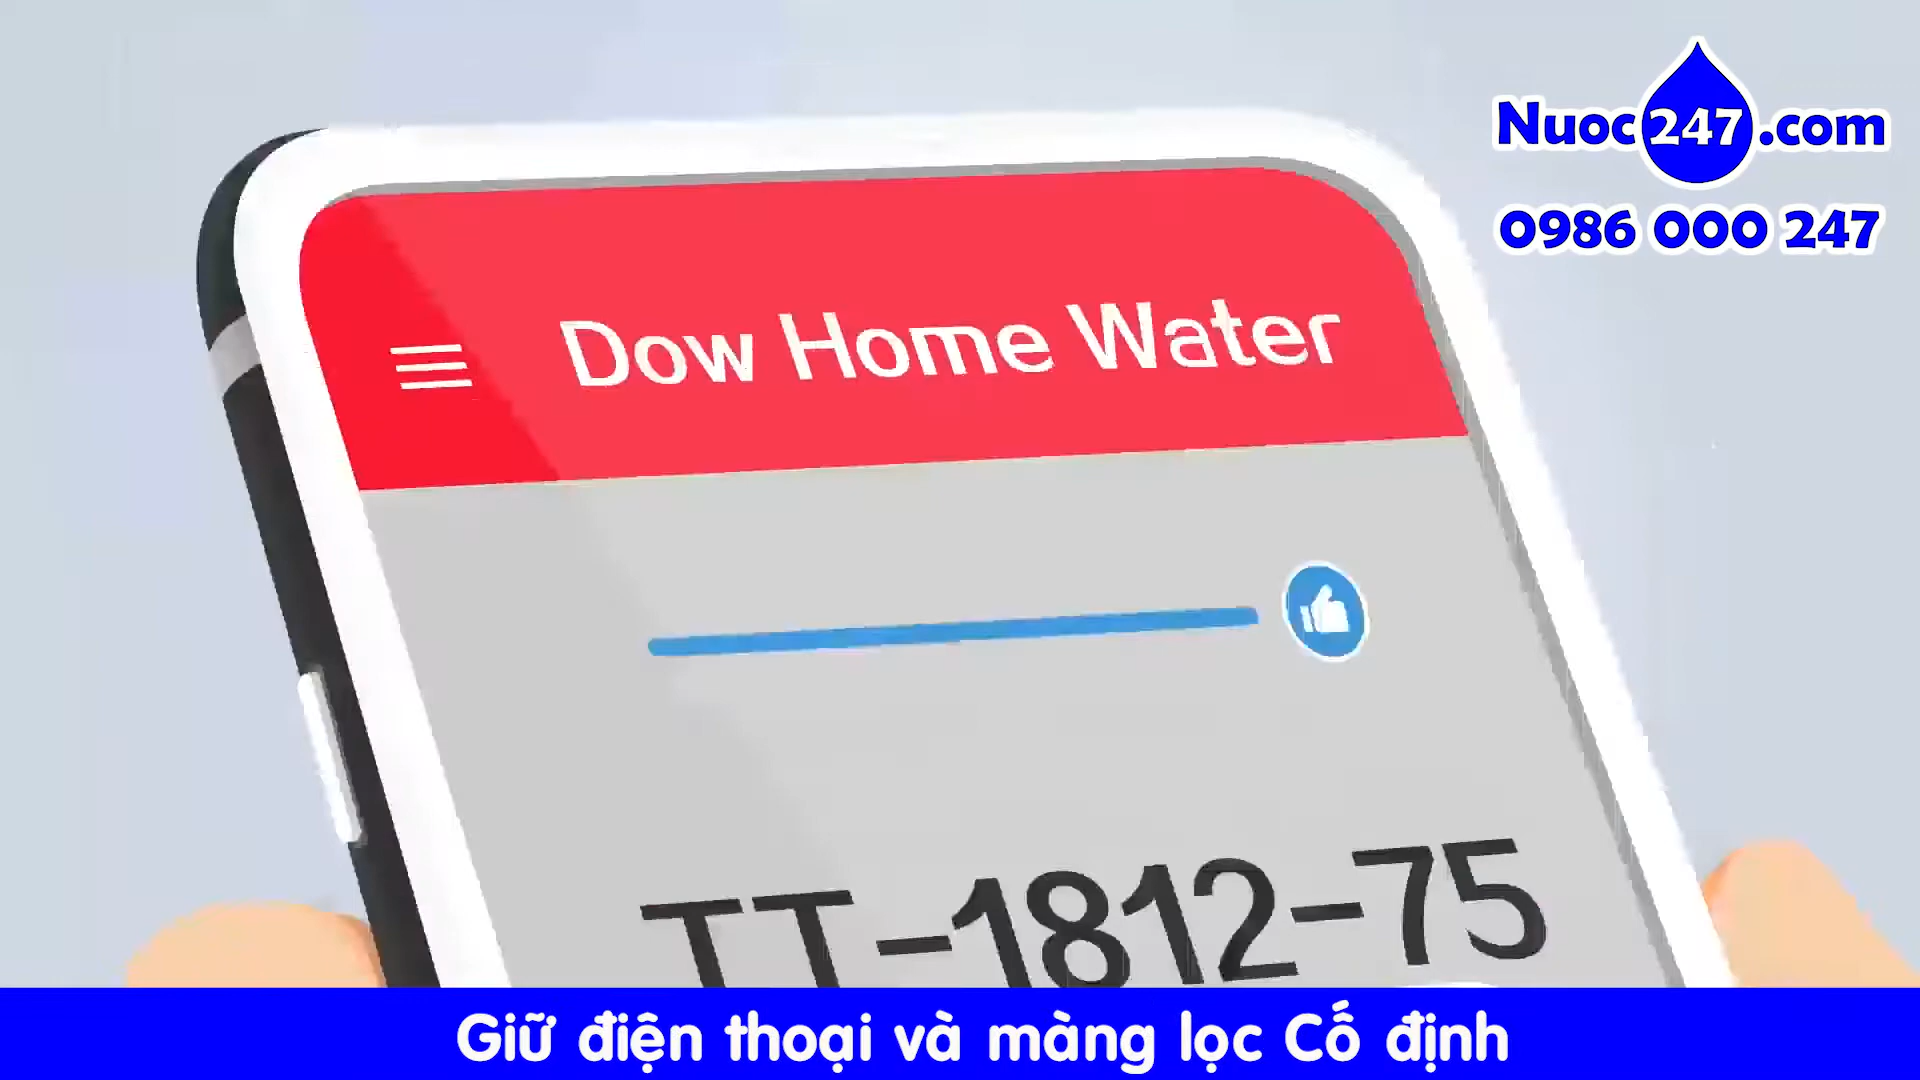 Nuoc247.com
0986 000 247
Dow Home Water
TT-1812-75
Giữ điện thoại và màng lọc Cố định